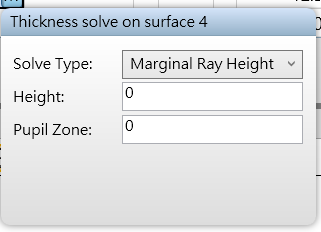 Thickness solve on surface 4
Solve Type: Marginal Ray Height
Height: 0
Pupil Zone: 0